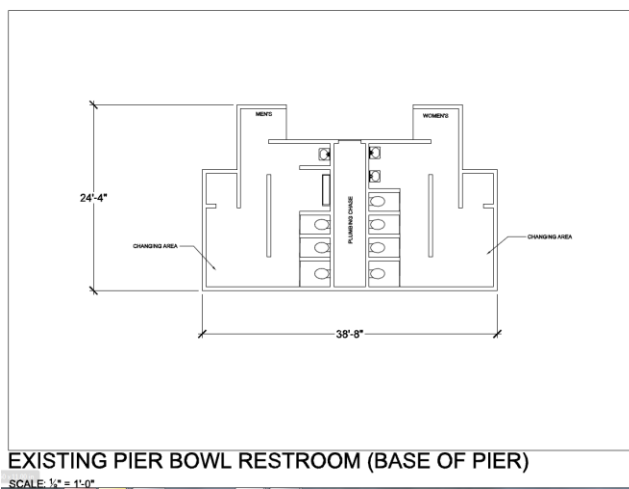 MEN'S
WOMEN'S
24'-4"
PLUMBING CHASE
CHANGING AREA
CHANGING AREA
38'-8"
EXISTING PIER BOWL RESTROOM (BASE OF PIER)
SCALE: ⅛" = 1'-0"